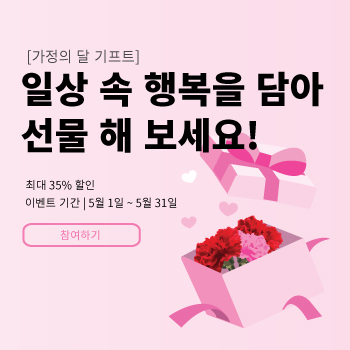 [가정의 달 기프트]
일상 속 행복을 담아
선물 해 보세요!
최대 35% 할인
이벤트 기간 | 5월 1일 ~ 5월 31일
참여하기